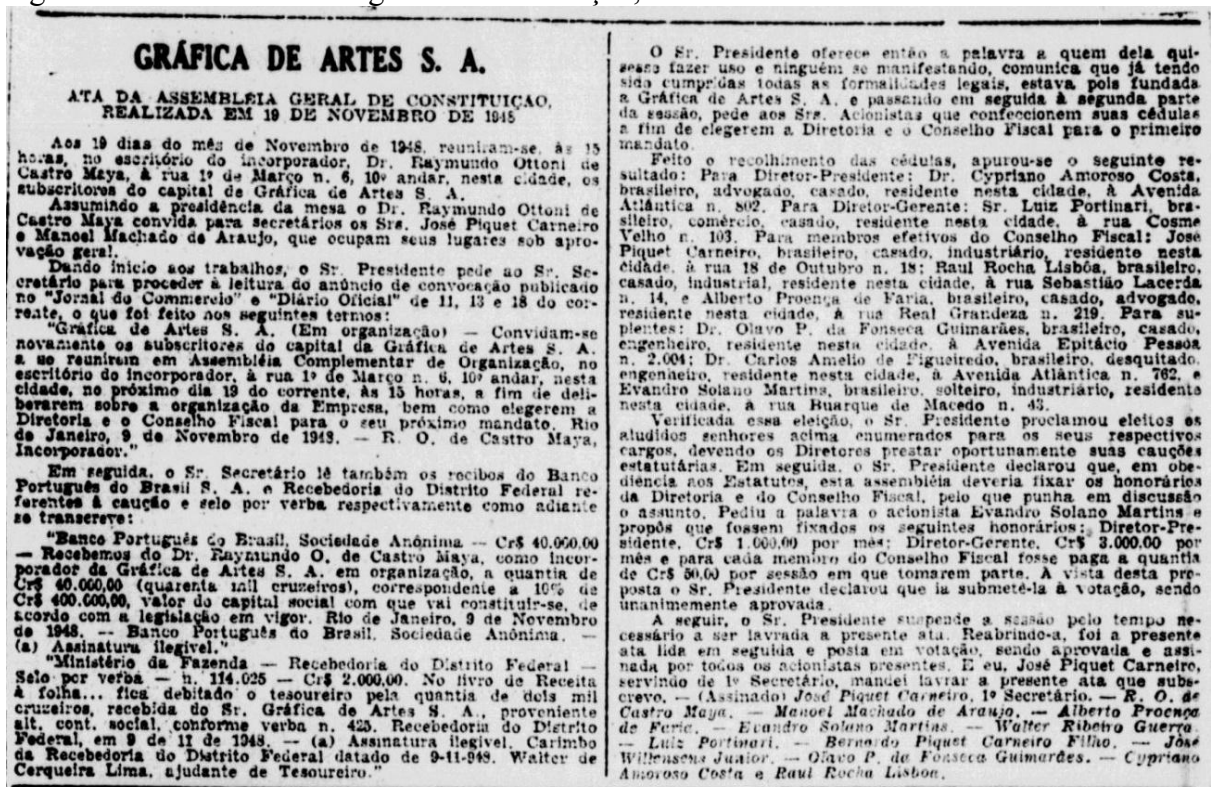 GRÁFICA DE ARTES S. A.
ATA DA ASSEMBLÉIA GERAL DE CONSTITUIÇÃO,
REALIZADA EM 19 DE NOVEMBRO DE 1948
Aos 19 dias do mês de Novembro de 1948, reuniram-se, às 15
horas, no escritório do incorporador, Dr. Raymundo Ottoni de
Castro Maya, à rua 1º de Março n. 6, 10º andar, nesta cidade, os
subscritores do capital de Gráfica de Artes S. A.
Assumindo a presidência da mesa o Dr. Raymundo Ottoni de
Castro Maya convida para secretários os Srs. José Piquet Carneiro
e Manoel Machado de Araujo, que ocupam seus lugares sob apro-
vação geral.
Dando início aos trabalhos, o Sr. Presidente pede ao Sr. Se-
cretário para proceder à leitura do anúncio de convocação publicado
no "Jornal do Commercio" e "Diário Oficial" de 11, 13 e 18 do cor-
rente, o que foi feito nos seguintes termos:
"Gráfica de Artes S. A. (Em organização) — Convidam-se
novamente os subscritores do capital da Gráfica de Artes S. A.
a se reunirem em Assembléia Complementar de Organização, no
escritório do incorporador, à rua 1º de Março n. 6, 10º andar, nesta
cidade, no próximo dia 19 do corrente, às 15 horas, a fim de deli-
berarem sobre a organização da Empresa, bem como elegerem a
Diretoria e o Conselho Fiscal para o seu próximo mandato. Rio
de Janeiro, 9 de Novembro de 1948. — R. O. de Castro Maya,
Incorporador."
Em seguida, o Sr. Secretário lê também os recibos do Banco
Português do Brasil S. A. e Recebedoria do Distrito Federal re-
ferentes à caução e selo por verba respectivamente como adiante
se transcreve:
"Banco Português do Brasil, Sociedade Anônima — Cr$ 40.000,00
— Recebemos do Dr. Raymundo O. de Castro Maya, como incor-
porador da Gráfica de Artes S. A. em organização, a quantia de
Cr$ 40.000,00 (quarenta mil cruzeiros), correspondente a 10% de
Cr$ 400.000,00, valor do capital social com que vai constituir-se, de
acordo com a legislação em vigor. Rio de Janeiro, 9 de Novembro
de 1948. — Banco Português do Brasil, Sociedade Anônima. —
(a) Assinatura ilegível."
"Ministério da Fazenda — Recebedoria do Distrito Federal —
Selo por verba — n. 114.025 — Cr$ 2.000,00. No livro de Receita
à folha... fica debitado o tesoureiro pela quantia de dois mil
cruzeiros, recebida do Sr. Gráfica de Artes S. A., proveniente
alt. cont. social, conforme verba n. 425. Recebedoria do Distrito
Federal, em 9 de 11 de 1948. — (a) Assinatura ilegível. Carimbo
da Recebedoria do Distrito Federal datado de 9-11-948. Walter de
Cerqueira Lima, ajudante de Tesoureiro."
O Sr. Presidente oferece então a palavra a quem dela qui-
sesse fazer uso e ninguém se manifestando, comunica que já tendo
sido cumpridas todas as formalidades legais, estava pois fundada
a Gráfica de Artes S. A. e passando em seguida à segunda parte
da sessão, pede aos Srs. Acionistas que confeccionem suas cédulas
a fim de elegerem a Diretoria e o Conselho Fiscal para o primeiro
mandato.
Feito o recolhimento das cédulas, apurou-se o seguinte re-
sultado: Para Diretor-Presidente: Dr. Cypriano Amoroso Costa,
brasileiro, advogado, casado, residente nesta cidade, à Avenida
Atlântica n. 802. Para Diretor-Gerente: Sr. Luiz Portinari, bra-
sileiro, comércio, casado, residente nesta cidade, à rua Cosme
Velho n. 103. Para membros efetivos do Conselho Fiscal: José
Piquet Carneiro, brasileiro, casado, industriário, residente nesta
cidade, à rua 18 de Outubro n. 18; Raul Rocha Lisbôa, brasileiro,
casado, industrial, residente nesta cidade, à rua Sebastião Lacerda
n. 14, e Alberto Proença de Faria, brasileiro, casado, advogado,
residente nesta cidade, à rua Real Grandeza n. 219. Para su-
plentes: Dr. Olavo P. da Fonseca Guimarães, brasileiro, casado,
engenheiro, residente nesta cidade, à Avenida Epitácio Pessoa
n. 2.004; Dr. Carlos Amelio de Figueiredo, brasileiro, desquitado,
engenheiro, residente nesta cidade, à Avenida Atlântica n. 762, e
Evandro Solano Martins, brasileiro, solteiro, industriário, residente
nesta cidade, à rua Buarque de Macedo n. 43.
Verificada essa eleição, o Sr. Presidente proclamou eleitos os
aludidos senhores acima enumerados para os seus respectivos
cargos, devendo os Diretores prestar oportunamente suas cauções
estatutárias. Em seguida, o Sr. Presidente declarou que, em obe-
diência aos Estatutos, esta assembléia deveria fixar os honorários
da Diretoria e do Conselho Fiscal, pelo que punha em discussão
o assunto. Pediu a palavra o acionista Evandro Solano Martins e
propôs que fossem fixados os seguintes honorários: Diretor-Pre-
sidente, Cr$ 1.000,00 por mês; Diretor-Gerente, Cr$ 3.000,00 por
mês e para cada membro do Conselho Fiscal fosse paga a quantia
de Cr$ 50,00 por sessão em que tomarem parte. À vista desta pro-
posta o Sr. Presidente declarou que ia submetê-la à votação, sendo
unanimemente aprovada.
A seguir, o Sr. Presidente suspende a sessão pelo tempo ne-
cessário a ser lavrada a presente ata. Reabrindo-a, foi a presente
ata lida em seguida e posta em votação, sendo aprovada e assi-
nada por todos os acionistas presentes. E eu, José Piquet Carneiro,
servindo de 1º Secretário, mandei lavrar a presente ata que subs-
crevo. — (Assinado) José Piquet Carneiro, 1º Secretário. — R. O. de
Castro Maya. — Manoel Machado de Araujo. — Alberto Proença
de Faria. — Evandro Solano Martins. — Walter Ribeiro Guerra.
— Luiz Portinari. — Bernardo Piquet Carneiro Filho. — José
Willensens Junior. — Olavo P. da Fonseca Guimarães. — Cypriano
Amoroso Costa e Raul Rocha Lisboa.